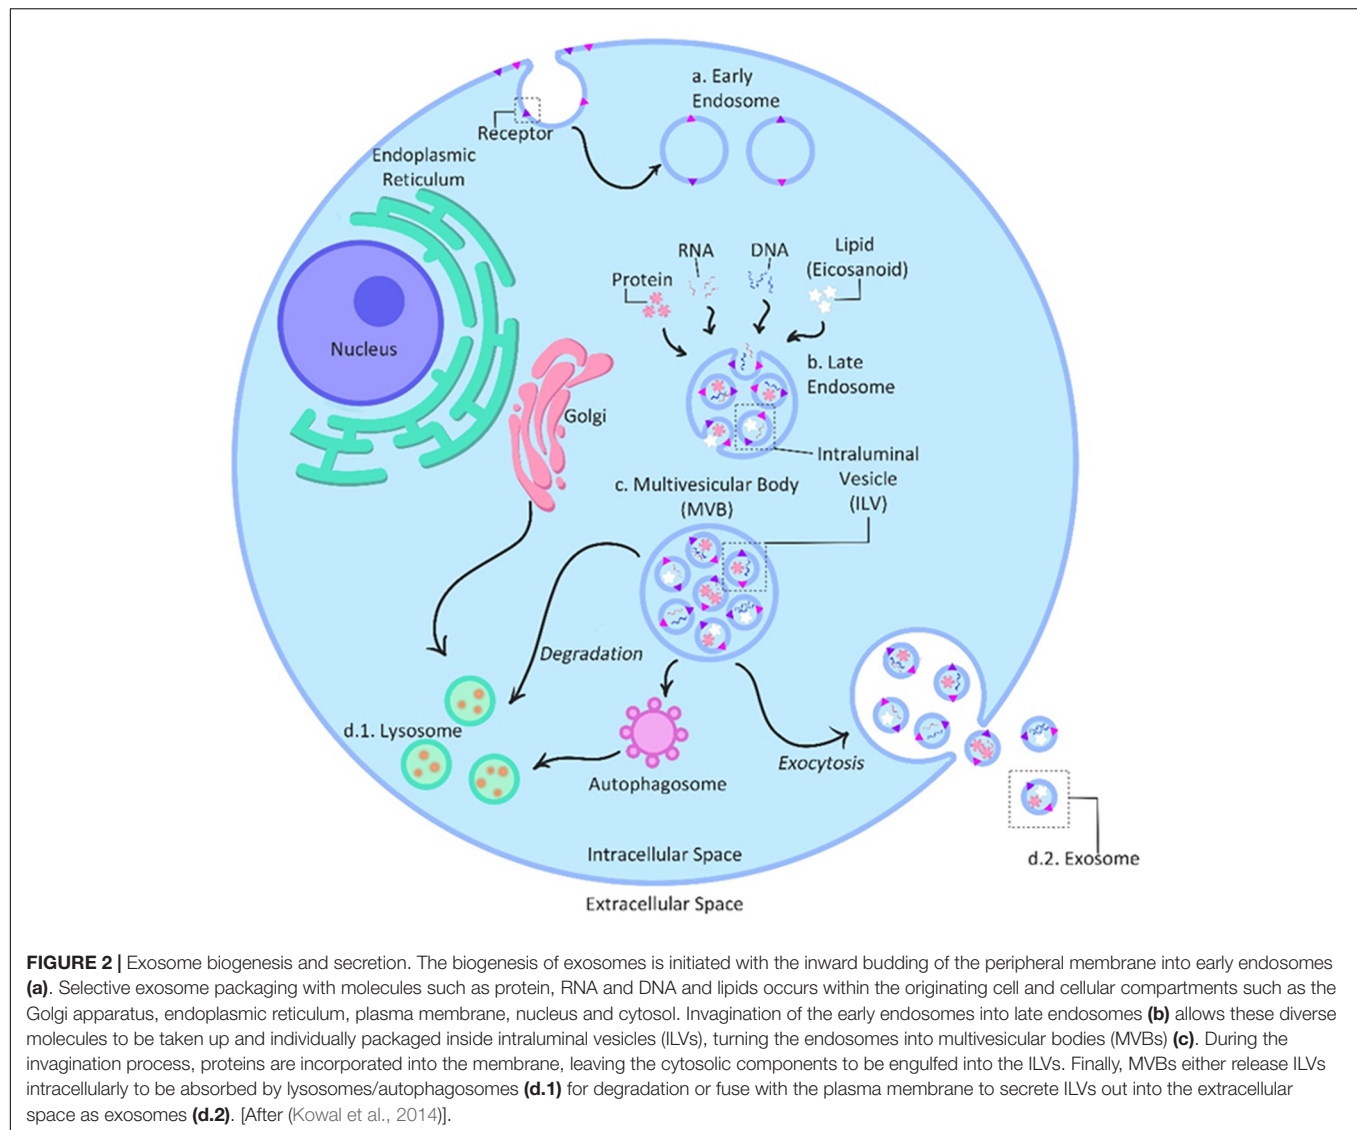 a. Early
Endosome
Receptor
Endoplasmic
Reticulum
RNA
DNA
Lipid
(Eicosanoid)
Protein
Nucleus
b. Late
Endosome
Golgi
Intraluminal
Vesicle
(ILV)
c. Multivesicular Body
(MVB)
Degradation
d.1. Lysosome
Exocytosis
Autophagosome
Intracellular Space
d.2. Exosome
Extracellular Space
FIGURE 2 | Exosome biogenesis and secretion. The biogenesis of exosomes is initiated with the inward budding of the peripheral membrane into early endosomes
(a). Selective exosome packaging with molecules such as protein, RNA and DNA and lipids occurs within the originating cell and cellular compartments such as the
Golgi apparatus, endoplasmic reticulum, plasma membrane, nucleus and cytosol. Invagination of the early endosomes into late endosomes (b) allows these diverse
molecules to be taken up and individually packaged inside intraluminal vesicles (ILVs), turning the endosomes into multivesicular bodies (MVBs) (c). During the
invagination process, proteins are incorporated into the membrane, leaving the cytosolic components to be engulfed into the ILVs. Finally, MVBs either release ILVs
intracellularly to be absorbed by lysosomes/autophagosomes (d.1) for degradation or fuse with the plasma membrane to secrete ILVs out into the extracellular
space as exosomes (d.2). [After (Kowal et al., 2014)].